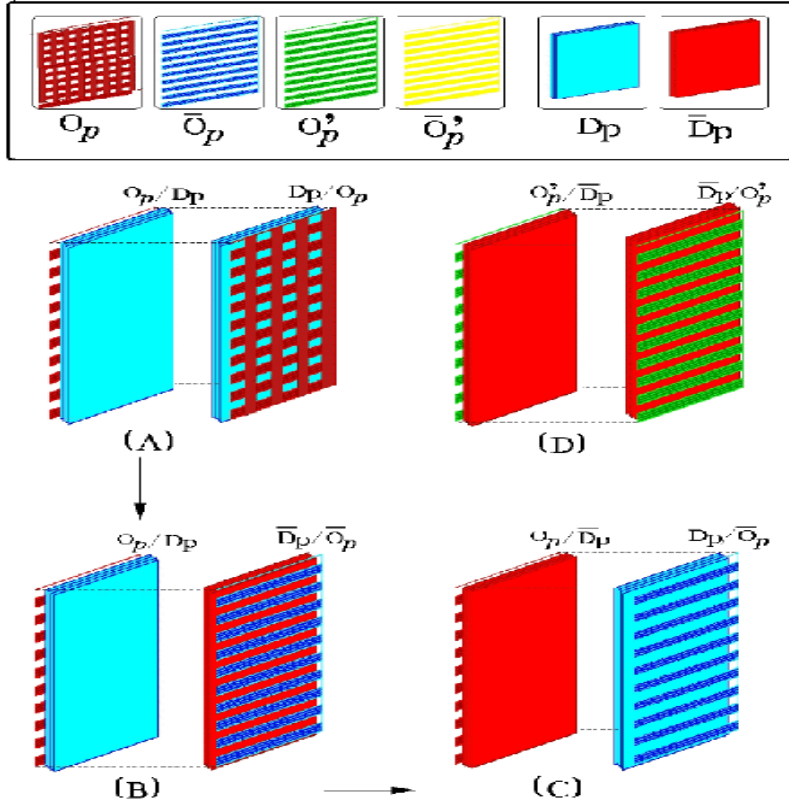 Oₚ Ōₚ O'ₚ Ō'ₚ Dp D̄p
Oₚ/Dp Dp/Oₚ O'ₚ/D̄p D̄p/O'ₚ
(A) (D)
Oₚ/Dp D̄p/Ōₚ Oₚ/D̄p Dp/Ōₚ
(B) (C)